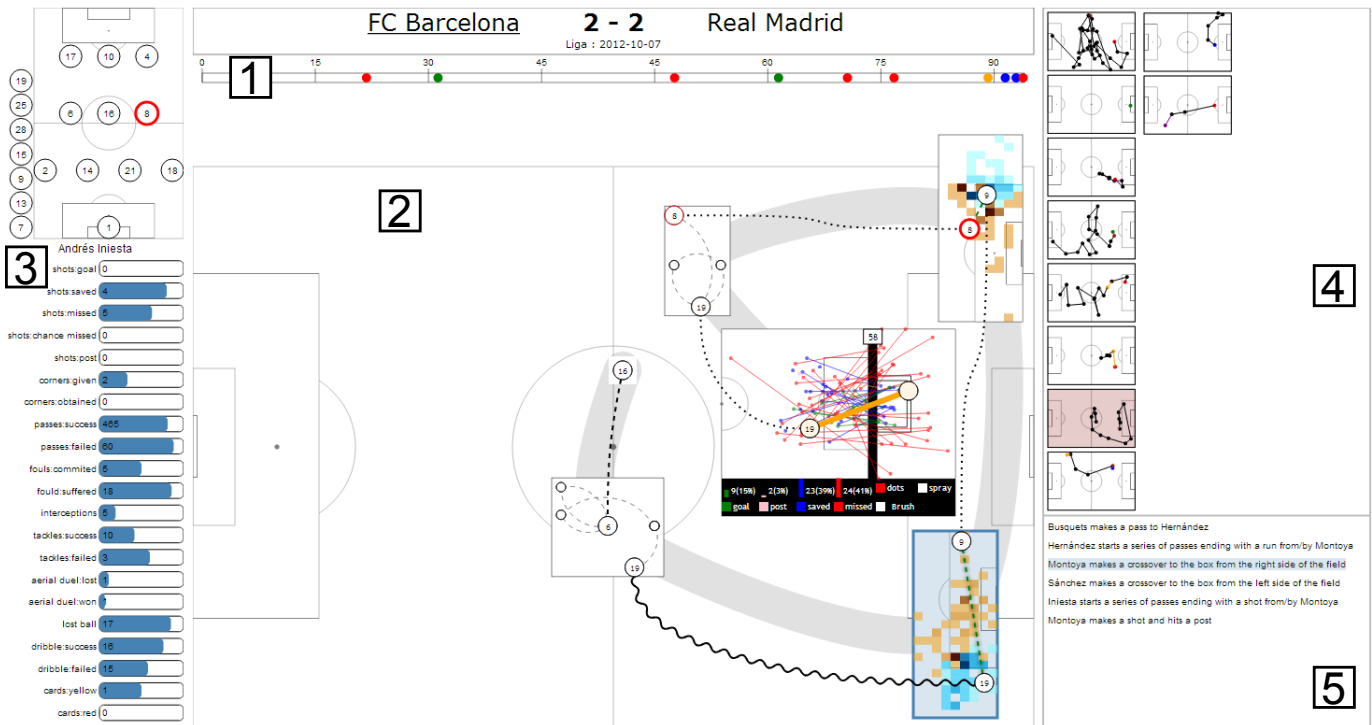 FC Barcelona 2 - 2 Real Madrid
Liga : 2012-10-07
0 15 30 45 45 60 75 90
1
17 10 4
19
25
6 16 8
28
15
9
2 14 21 18
13
7
1
Andrés Iniesta
3
shots:goal 0
shots:saved 4
shots:missed 5
shots:chance missed 0
shots:post 0
corners:given 2
corners:obtained 0
passes:success 465
passes:failed 60
fouls:commited 5
fould:suffered 18
interceptions 5
tackles:success 10
tackles:failed 3
aerial duel:lost 1
aerial duel:won 1
lost ball 17
dribble:success 16
dribble:failed 15
cards:yellow 1
cards:red 0
2
8
19
9
8
16
6
19
58
19
9(15%) 2(3%) 23(39%) 24(41%) dots spray
goal post saved missed Brush
9
19
4
Busquets makes a pass to Hernández
Hernández starts a series of passes ending with a run from/by Montoya
Montoya makes a crossover to the box from the right side of the field
Sánchez makes a crossover to the box from the left side of the field
Iniesta starts a series of passes ending with a shot from/by Montoya
Montoya makes a shot and hits a post
5